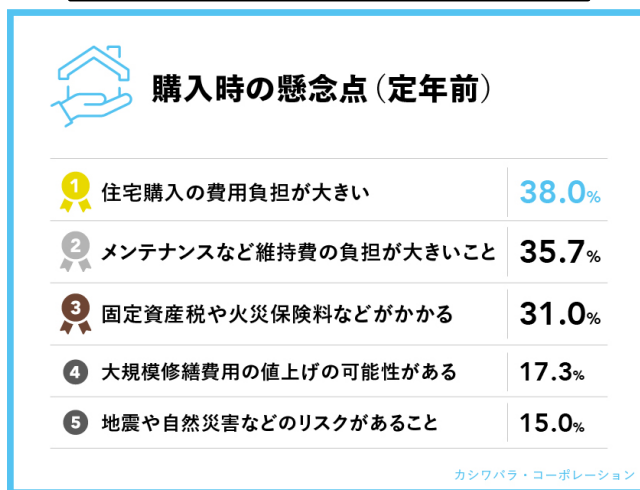 購入時の懸念点(定年前)
1 住宅購入の費用負担が大きい 38.0%
2 メンテナンスなど維持費の負担が大きいこと 35.7%
3 固定資産税や火災保険料などがかかる 31.0%
4 大規模修繕費用の値上げの可能性がある 17.3%
5 地震や自然災害などのリスクがあること 15.0%
カシワバラ・コーポレーション